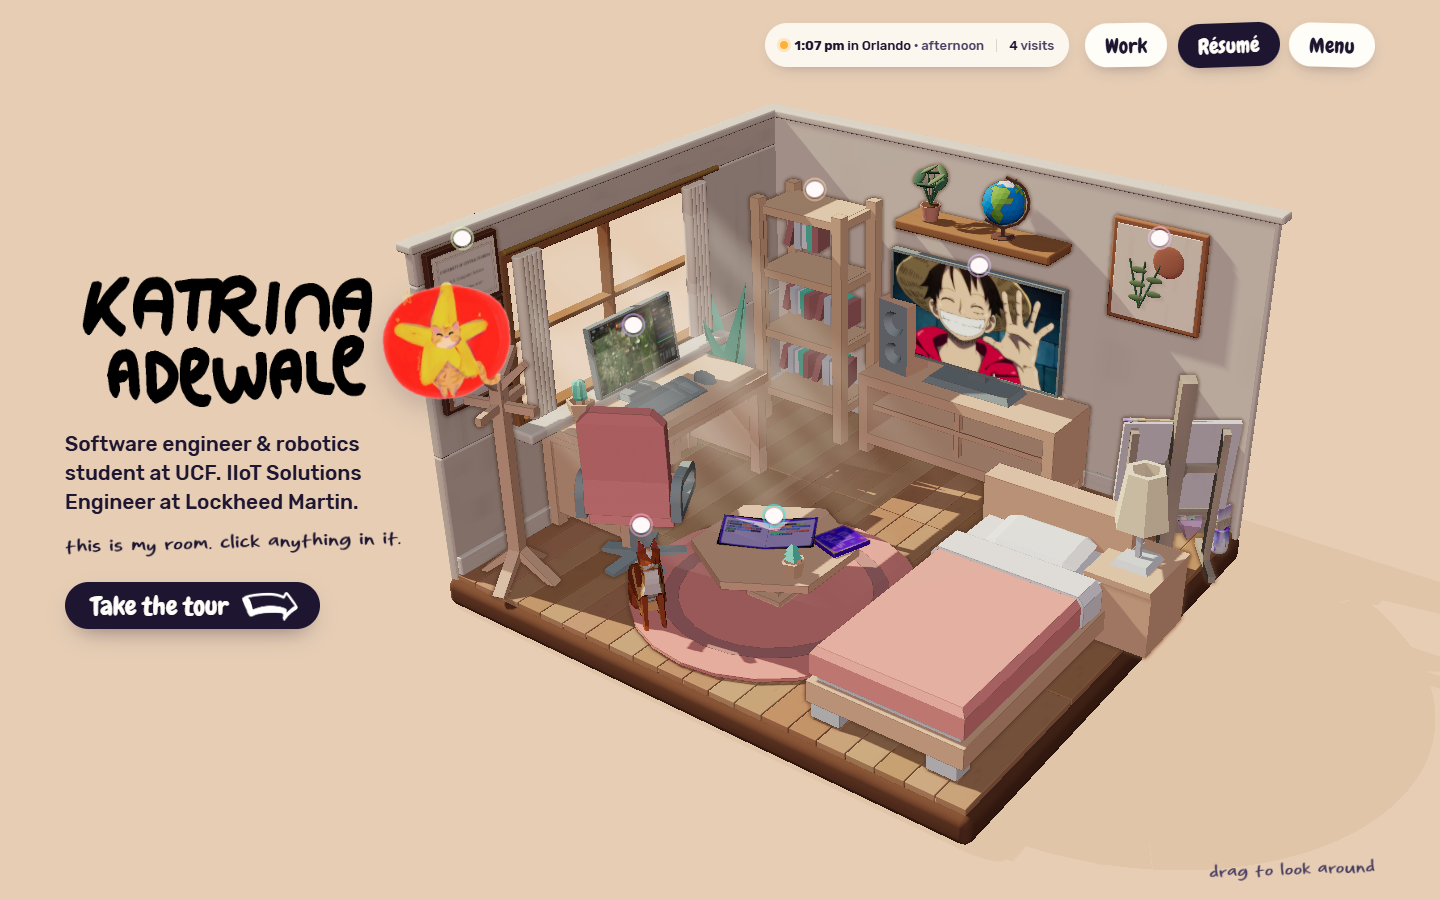 1:07 pm in Orlando · afternoon
4 visits
Work
Résumé
Menu
KATRINA
ADEWALE
Software engineer & robotics
student at UCF. IIoT Solutions
Engineer at Lockheed Martin.
this is my room. click anything in it.
Take the tour
drag to look around